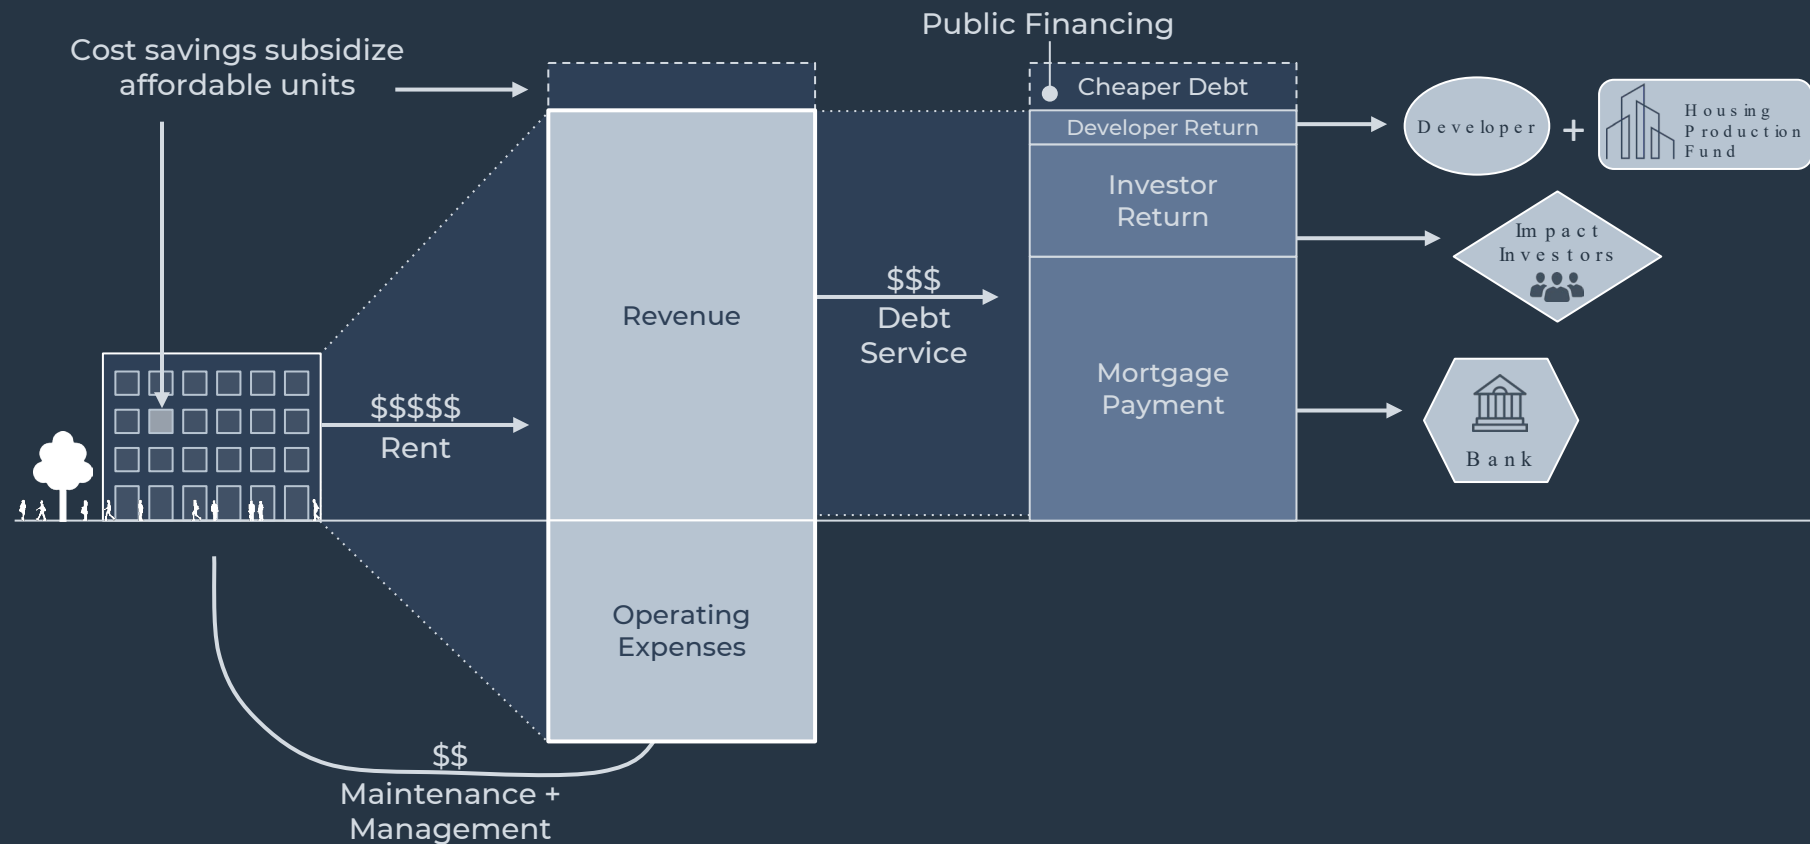 Public Financing
Cost savings subsidize
affordable units
Cheaper Debt
Developer Return
Developer
+
Housing
Production
Fund
Investor
Return
Impact
Investors
Revenue
$$$
Debt
Service
Mortgage
Payment
Bank
$$$$$
Rent
Operating
Expenses
$$
Maintenance +
Management